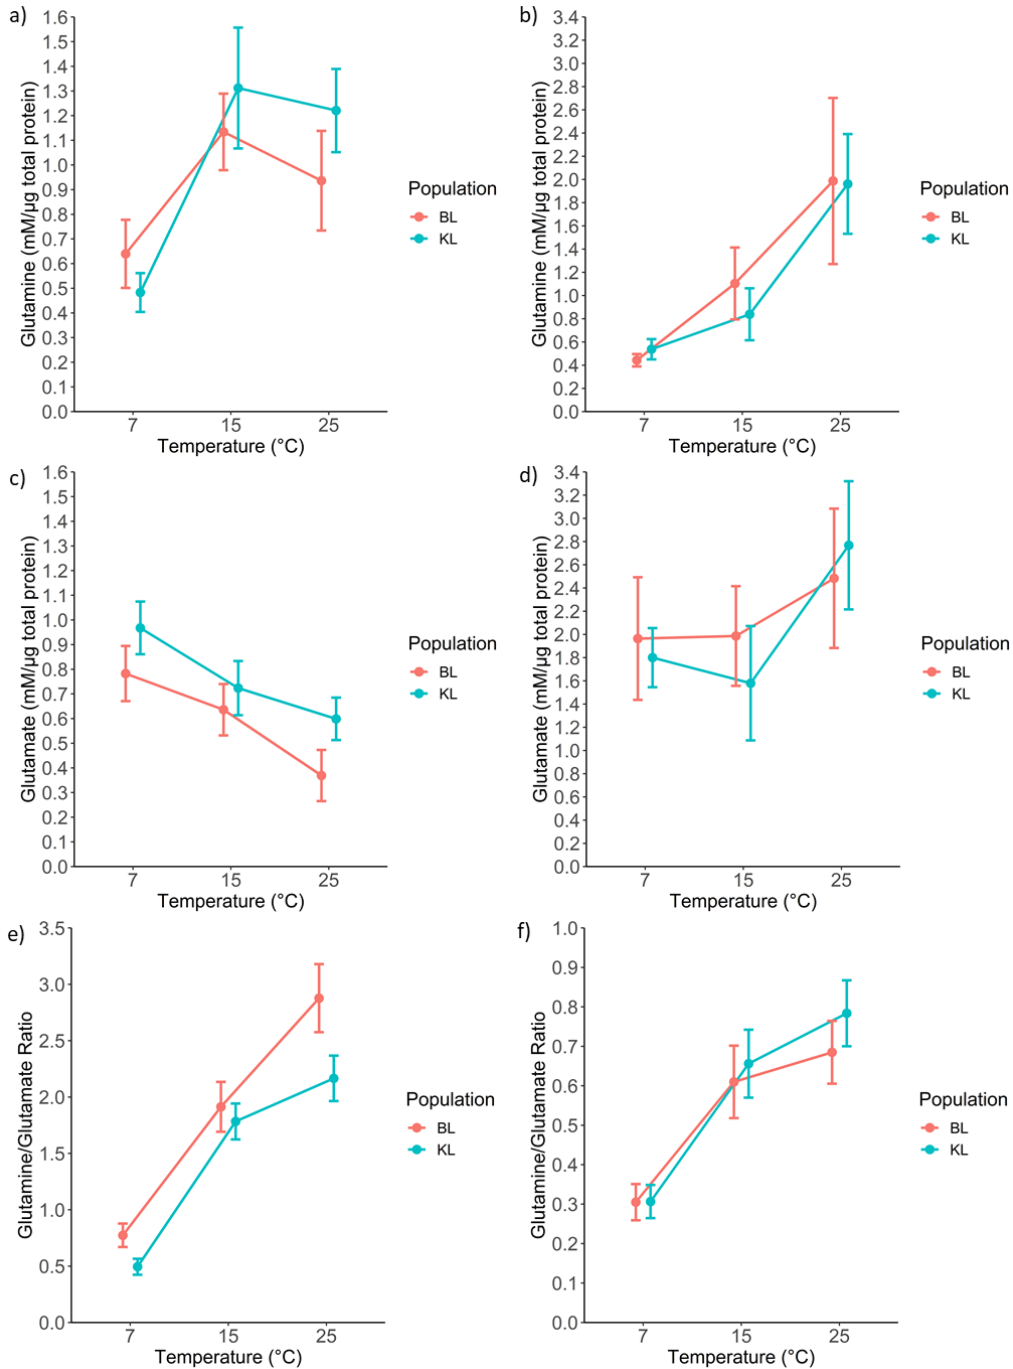 a)
Glutamine (mM/µg total protein)
1.6
1.5
1.4
1.3
1.2
1.1
1.0
0.9
0.8
0.7
0.6
0.5
0.4
0.3
0.2
0.1
0.0
7 15 25
Temperature (°C)
Population
BL
KL
b)
Glutamine (mM/µg total protein)
3.4
3.2
3.0
2.8
2.6
2.4
2.2
2.0
1.8
1.6
1.4
1.2
1.0
0.8
0.6
0.4
0.2
0.0
7 15 25
Temperature (°C)
Population
BL
KL
c)
Glutamate (mM/µg total protein)
1.6
1.5
1.4
1.3
1.2
1.1
1.0
0.9
0.8
0.7
0.6
0.5
0.4
0.3
0.2
0.1
0.0
7 15 25
Temperature (°C)
Population
BL
KL
d)
Glutamate (mM/µg total protein)
3.4
3.2
3.0
2.8
2.6
2.4
2.2
2.0
1.8
1.6
1.4
1.2
1.0
0.8
0.6
0.4
0.2
0.0
7 15 25
Temperature (°C)
Population
BL
KL
e)
Glutamine/Glutamate Ratio
3.5
3.0
2.5
2.0
1.5
1.0
0.5
0.0
7 15 25
Temperature (°C)
Population
BL
KL
f)
Glutamine/Glutamate Ratio
1.0
0.9
0.8
0.7
0.6
0.5
0.4
0.3
0.2
0.1
0.0
7 15 25
Temperature (°C)
Population
BL
KL